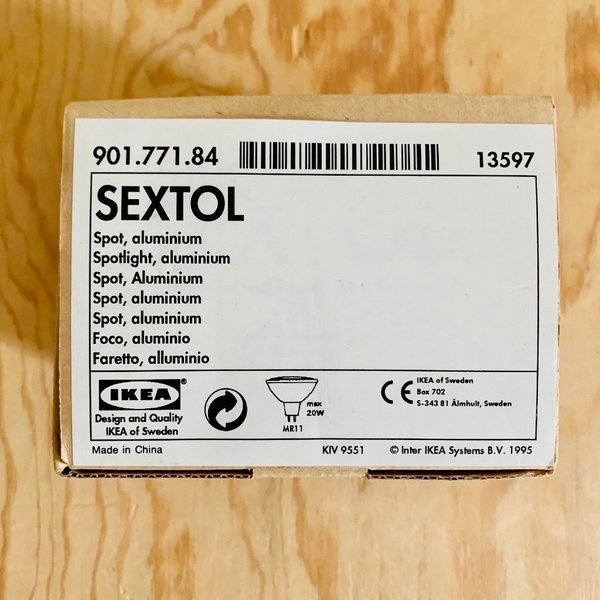 901.771.84 13597
SEXTOL
Spot, aluminium
Spotlight, aluminium
Spot, Aluminium
Spot, aluminium
Spot, aluminium
Foco, aluminio
Faretto, alluminio
IKEA®
Design and Quality
IKEA of Sweden
MR11
max
20W
CE
IKEA of Sweden
Box 702
S-343 81 Älmhult, Sweden
Made in China KIV 9551 © Inter IKEA Systems B.V. 1995